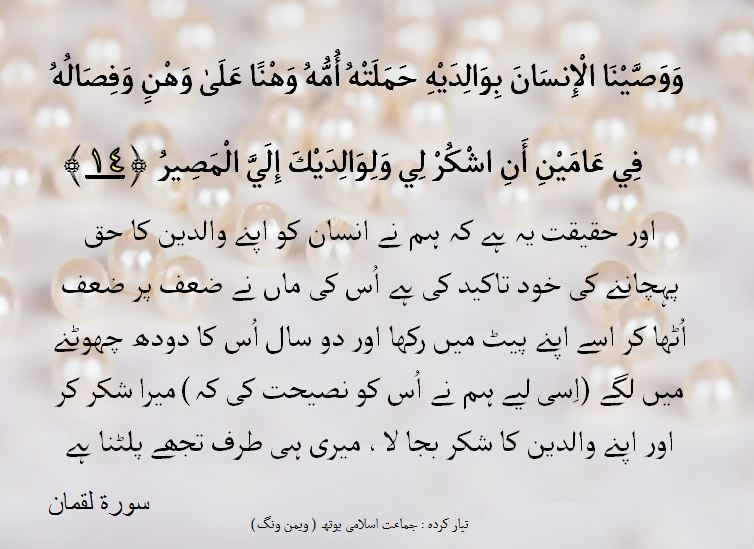 وَوَصَّيْنَا الْإِنسَانَ بِوَالِدَيْهِ حَمَلَتْهُ أُمُّهُ وَهْنًا عَلَىٰ وَهْنٍ وَفِصَالُهُ
فِي عَامَيْنِ أَنِ اشْكُرْ لِي وَلِوَالِدَيْكَ إِلَيَّ الْمَصِيرُ ﴿١٤﴾
اور حقیقت یہ ہے کہ ہم نے انسان کو اپنے والدین کا حق
پہچاننے کی خود تاکید کی ہے اُس کی ماں نے ضعف پر ضعف
اُٹھا کر اسے اپنے پیٹ میں رکھا اور دو سال اُس کا دودھ چھوٹنے
میں لگے (اِسی لیے ہم نے اُس کو نصیحت کی کہ) میرا شکر کر
اور اپنے والدین کا شکر بجا لا ، میری ہی طرف تجھے پلٹنا ہے
سورة لقمان
تیار کردہ : جماعت اسلامی یوتھ ( ویمن ونگ )